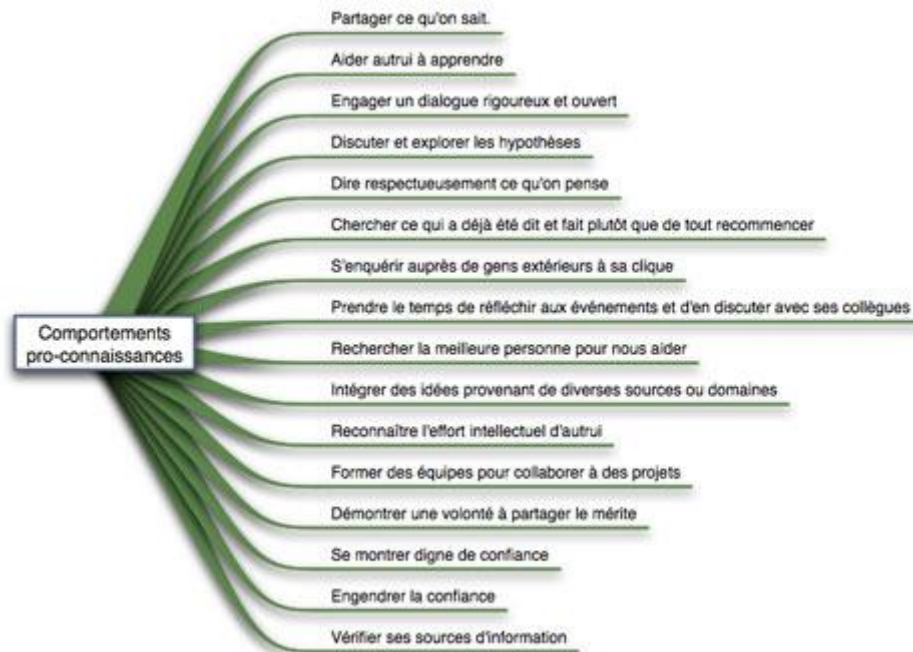 Partager ce qu'on sait.
Aider autrui à apprendre
Engager un dialogue rigoureux et ouvert
Discuter et explorer les hypothèses
Dire respectueusement ce qu'on pense
Chercher ce qui a déjà été dit et fait plutôt que de tout recommencer
S'enquérir auprès de gens extérieurs à sa clique
Prendre le temps de réfléchir aux événements et d'en discuter avec ses collègues
Comportements
pro-connaissances
Rechercher la meilleure personne pour nous aider
Intégrer des idées provenant de diverses sources ou domaines
Reconnaître l'effort intellectuel d'autrui
Former des équipes pour collaborer à des projets
Démontrer une volonté à partager le mérite
Se montrer digne de confiance
Engendrer la confiance
Vérifier ses sources d'information